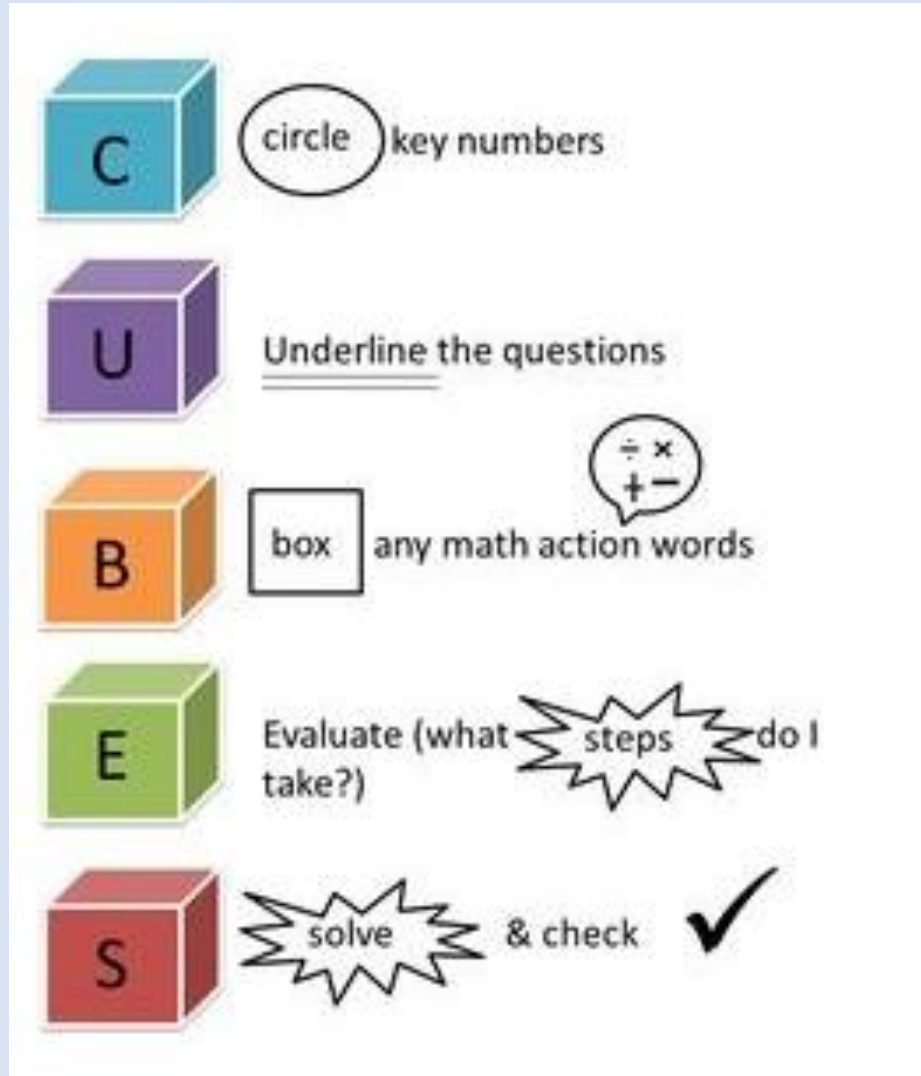 C
circle key numbers
U
Underline the questions
÷ ×
+ −
B
box any math action words
E
Evaluate (what steps do I
take?)
S
solve & check